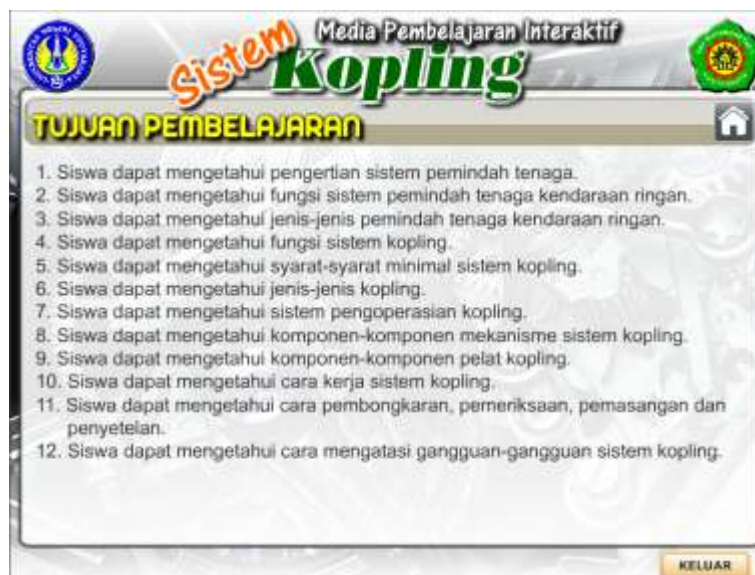 Media Pembelajaran Interaktif
Sistem
Kopling
TUJUAN PEMBELAJARAN
1. Siswa dapat mengetahui pengertian sistem pemindah tenaga.
2. Siswa dapat mengetahui fungsi sistem pemindah tenaga kendaraan ringan.
3. Siswa dapat mengetahui jenis-jenis pemindah tenaga kendaraan ringan.
4. Siswa dapat mengetahui fungsi sistem kopling.
5. Siswa dapat mengetahui syarat-syarat minimal sistem kopling.
6. Siswa dapat mengetahui jenis-jenis kopling.
7. Siswa dapat mengetahui sistem pengoperasian kopling.
8. Siswa dapat mengetahui komponen-komponen mekanisme sistem kopling.
9. Siswa dapat mengetahui komponen-komponen pelat kopling.
10. Siswa dapat mengetahui cara kerja sistem kopling.
11. Siswa dapat mengetahui cara pembongkaran, pemeriksaan, pemasangan dan
penyetelan.
12. Siswa dapat mengetahui cara mengatasi gangguan-gangguan sistem kopling.
KELUAR